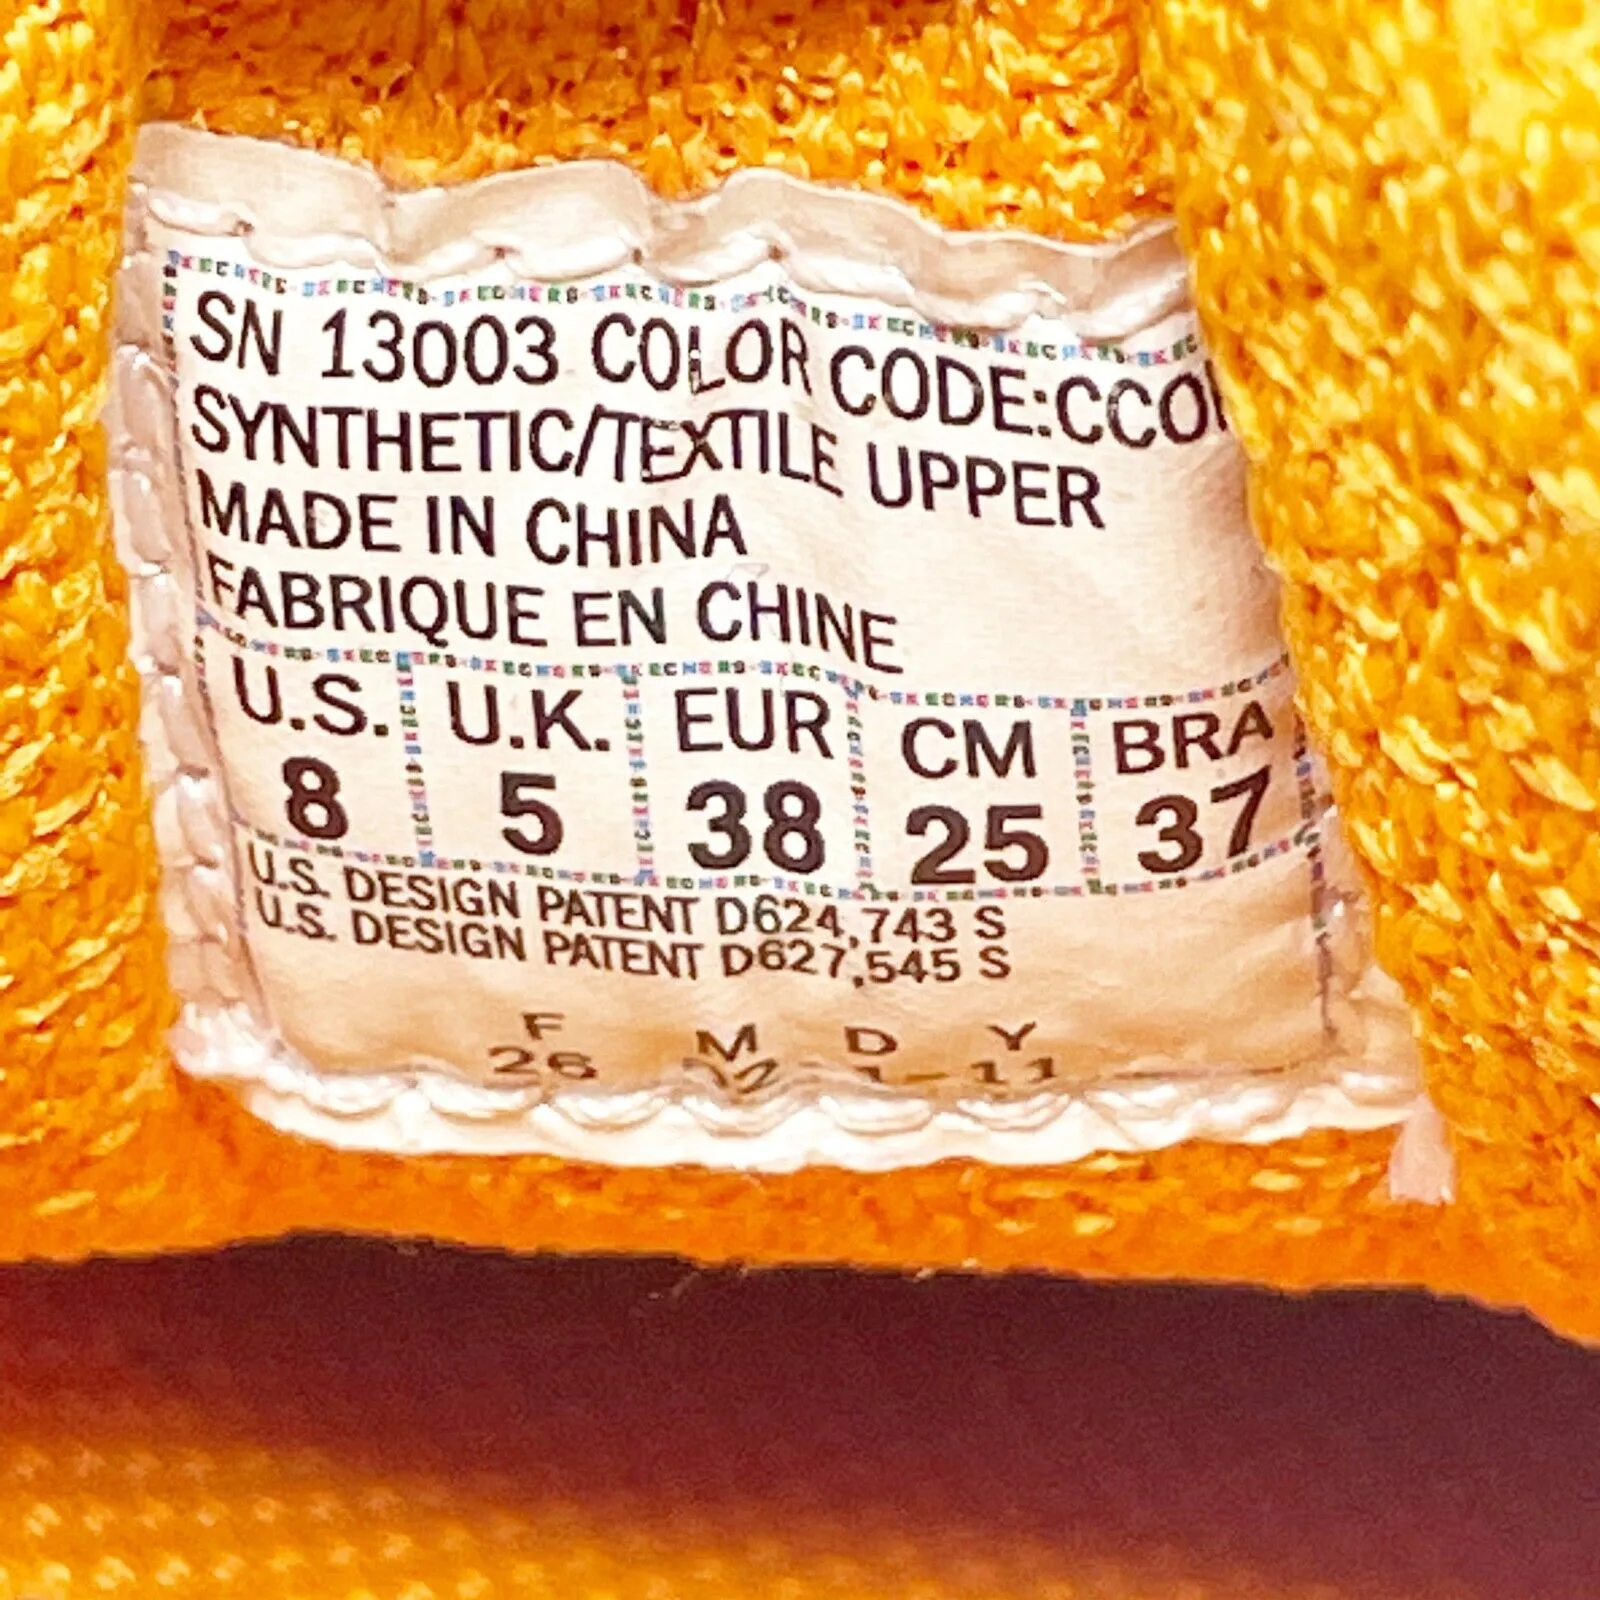 SN 13003 COLOR CODE:
SYNTHETIC/TEXTILE UPPER
MADE IN CHINA
FABRIQUE EN CHINE
U.S. U.K. EUR CM BRA
8 5 38 25 37
U.S. DESIGN PATENT D624,743 S
U.S. DESIGN PATENT D627,545 S
F M D Y
26